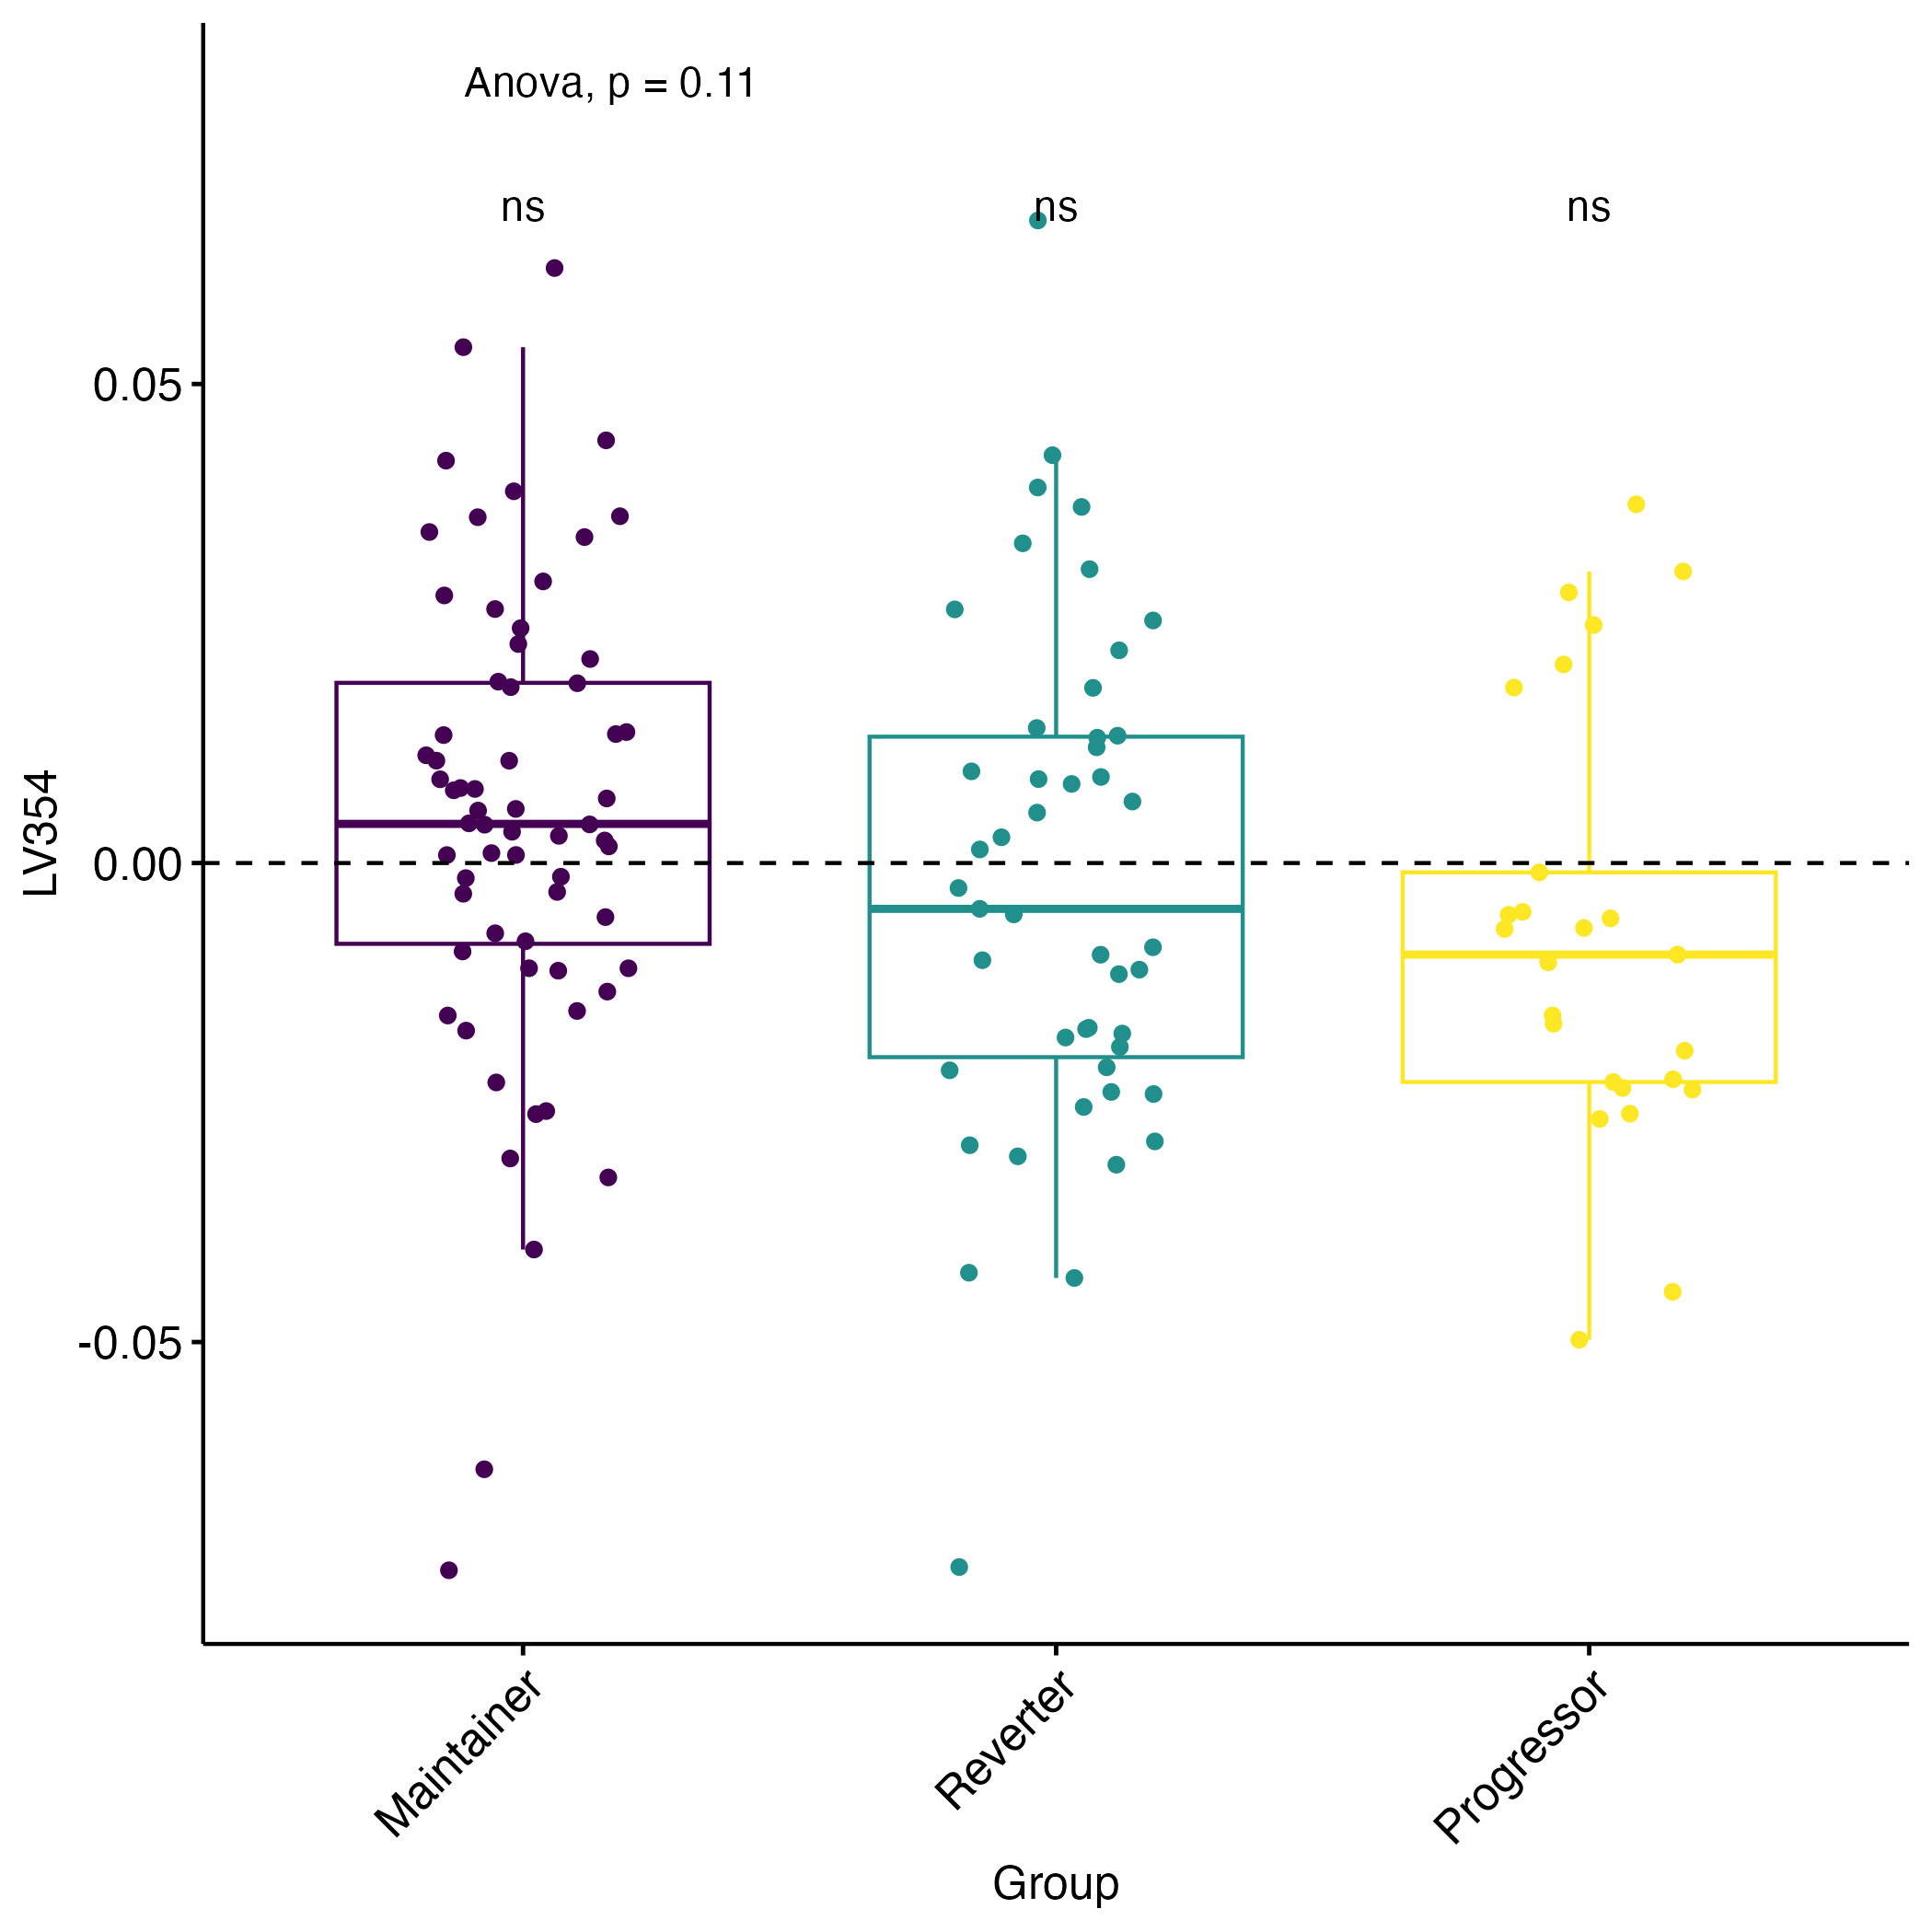 Anova, p = 0.11
ns ns ns
0.05
0.00
-0.05
LV354
Maintainer Reverter Progressor
Group